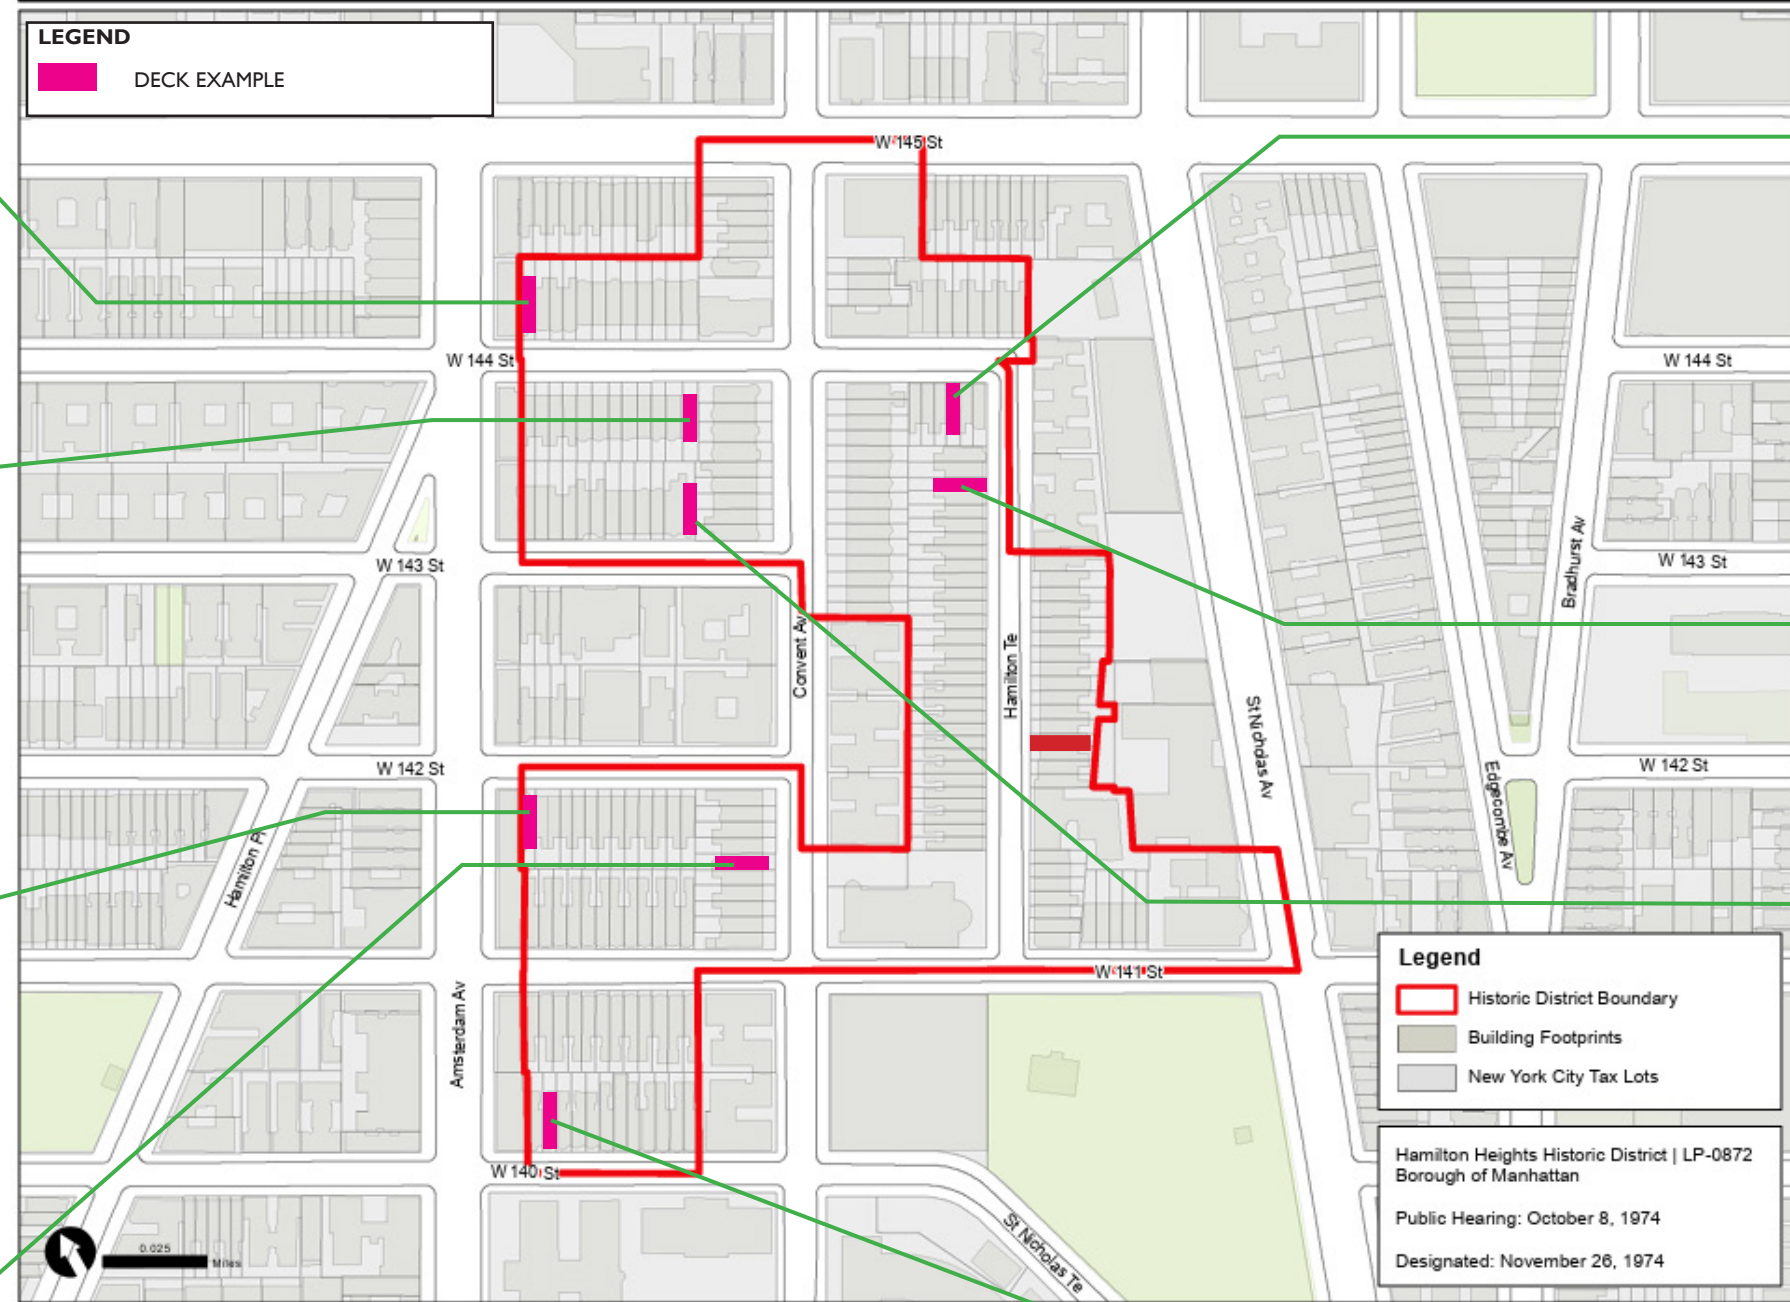 LEGEND
DECK EXAMPLE
W 145 St
W 144 St
W 144 St
W 143 St
W 143 St
Bradhurst Av
Convent Av
Hamilton Te
St Nicholas Av
W 142 St
W 142 St
Edgecombe Av
Hamilton Pl
W 141 St
Amsterdam Av
W 140 St
St Nicholas Te
0.025
Miles
Legend
Historic District Boundary
Building Footprints
New York City Tax Lots
Hamilton Heights Historic District | LP-0872
Borough of Manhattan
Public Hearing: October 8, 1974
Designated: November 26, 1974